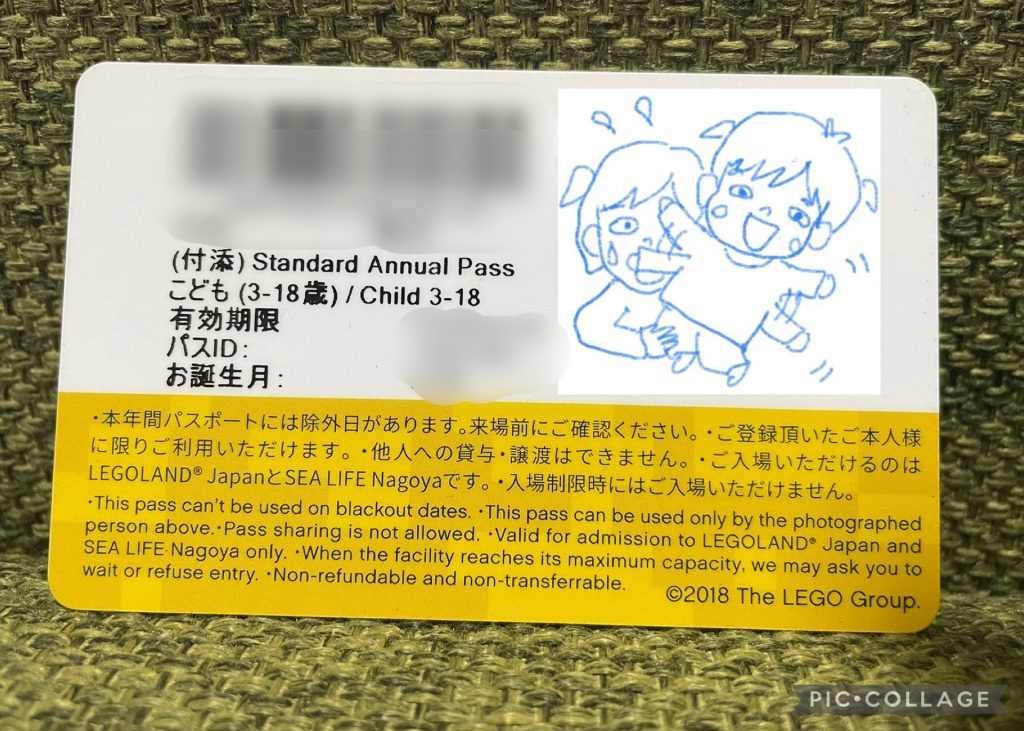 (付添) Standard Annual Pass
こども (3-18歳) / Child 3-18
有効期限
パスID:
お誕生月:
・本年間パスポートには除外日があります。来場前にご確認ください。・ご登録頂いたご本人様
に限りご利用いただけます。・他人への貸与・譲渡はできません。・ご入場いただけるのは
LEGOLAND® JapanとSEA LIFE Nagoyaです。・入場制限時にはご入場いただけません。
・This pass can't be used on blackout dates. ・This pass can be used only by the photographed
person above.・Pass sharing is not allowed. ・Valid for admission to LEGOLAND® Japan and
SEA LIFE Nagoya only. ・When the facility reaches its maximum capacity, we may ask you to
wait or refuse entry. ・Non-refundable and non-transferrable.
©2018 The LEGO Group.
PIC•COLLAGE